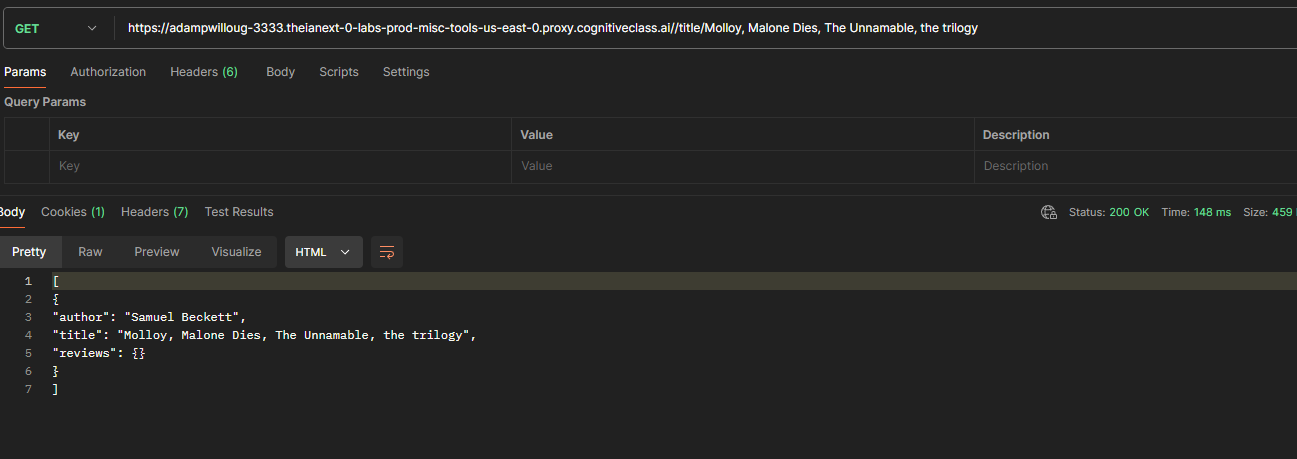 GET https://adampwilloug-3333.theianext-0-labs-prod-misc-tools-us-east-0.proxy.cognitiveclass.ai//title/Molloy, Malone Dies, The Unnamable, the trilogy
Params Authorization Headers (6) Body Scripts Settings
Query Params
Key Value Description
Key Value Description
Body Cookies (1) Headers (7) Test Results Status: 200 OK Time: 148 ms Size: 459
Pretty Raw Preview Visualize HTML
1 [
2 {
3 "author": "Samuel Beckett",
4 "title": "Molloy, Malone Dies, The Unnamable, the trilogy",
5 "reviews": {}
6 }
7 ]